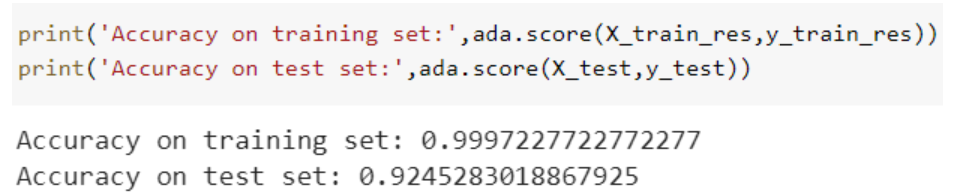 print('Accuracy on training set:',ada.score(X_train_res,y_train_res))
print('Accuracy on test set:',ada.score(X_test,y_test))
Accuracy on training set: 0.9997227722772277
Accuracy on test set: 0.9245283018867925